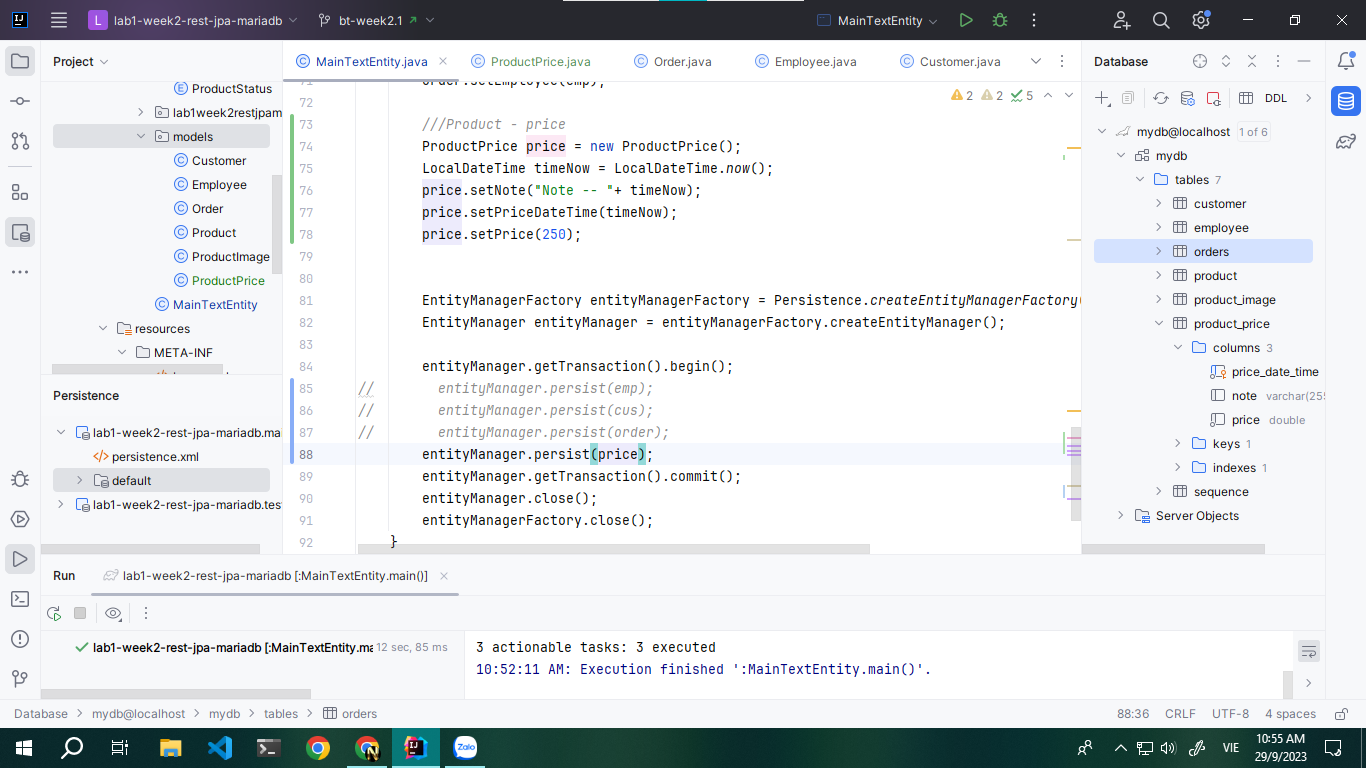 lab1-week2-rest-jpa-mariadb
bt-week2.1
MainTextEntity
Project
ProductStatus
lab1week2restjpam
models
Customer
Employee
Order
Product
ProductImage
ProductPrice
MainTextEntity
resources
META-INF
Persistence
lab1-week2-rest-jpa-mariadb.mai
persistence.xml
default
lab1-week2-rest-jpa-mariadb.tes
MainTextEntity.java
ProductPrice.java
Order.java
Employee.java
Customer.java
2 2 5
71 order.setEmployee(emp);
72
73 ///Product - price
74 ProductPrice price = new ProductPrice();
75 LocalDateTime timeNow = LocalDateTime.now();
76 price.setNote("Note -- "+ timeNow);
77 price.setPriceDateTime(timeNow);
78 price.setPrice(250);
79
80
81 EntityManagerFactory entityManagerFactory = Persistence.createEntityManagerFactory(
82 EntityManager entityManager = entityManagerFactory.createEntityManager();
83
84 entityManager.getTransaction().begin();
85 // entityManager.persist(emp);
86 // entityManager.persist(cus);
87 // entityManager.persist(order);
88 entityManager.persist(price);
89 entityManager.getTransaction().commit();
90 entityManager.close();
91 entityManagerFactory.close();
92 }
Database
DDL
mydb@localhost 1 of 6
mydb
tables 7
customer
employee
orders
product
product_image
product_price
columns 3
price_date_time
note varchar(255
price double
keys 1
indexes 1
sequence
Server Objects
Run lab1-week2-rest-jpa-mariadb [:MainTextEntity.main()]
lab1-week2-rest-jpa-mariadb [:MainTextEntity.ma 12 sec, 85 ms
3 actionable tasks: 3 executed
10:52:11 AM: Execution finished ':MainTextEntity.main()'.
Database mydb@localhost mydb tables orders
88:36 CRLF UTF-8 4 spaces
Zalo
VIE
10:55 AM
29/9/2023